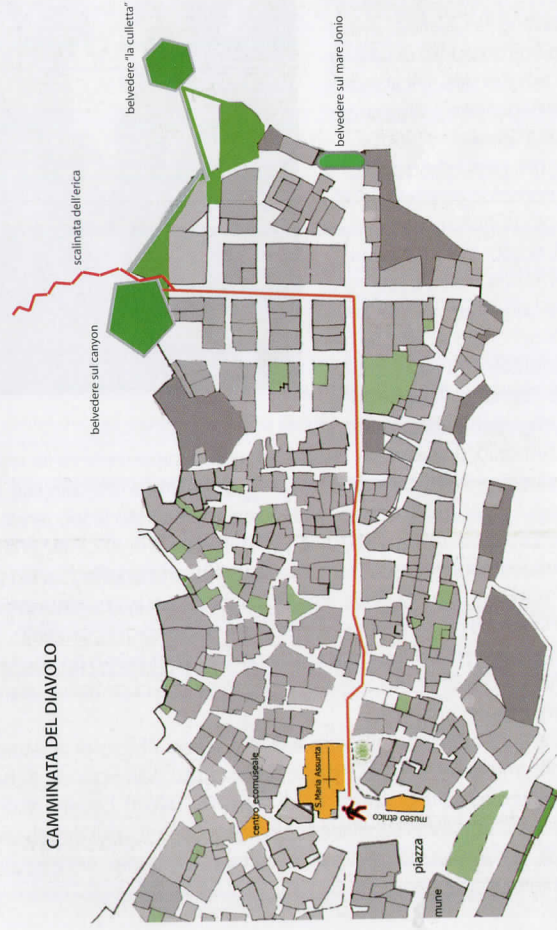 CAMMINATA DEL DIAVOLO
belvedere "la culletta"
scalinata dell'erica
belvedere sul mare Jonio
belvedere sul canyon
centro ecomuseale
S.Maria Assunta
museo etnico
piazza
mune